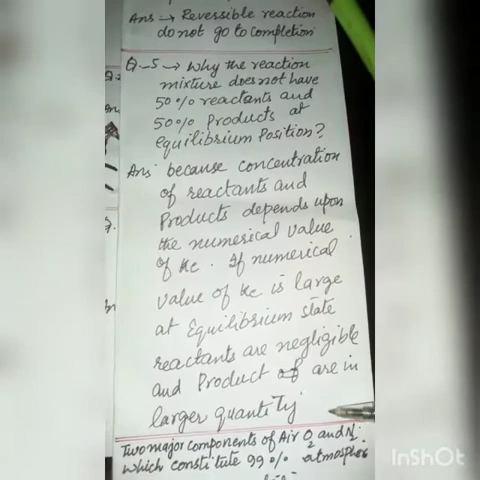 Ans → Reversible reaction
do not go to completion
Q.-5 → Why the reaction
mixture does not have
50% reactants and
50% Products at
equilibrium Position?
Ans: because concentration
of reactants and
Products depends upon
the numerical value
of Kc. If numerical
value of Kc is large
at Equilibrium state
reactants are negligible
and Product are in
larger quantity
Two major components of Air O2 and N2
which constitute 99%
InShOt